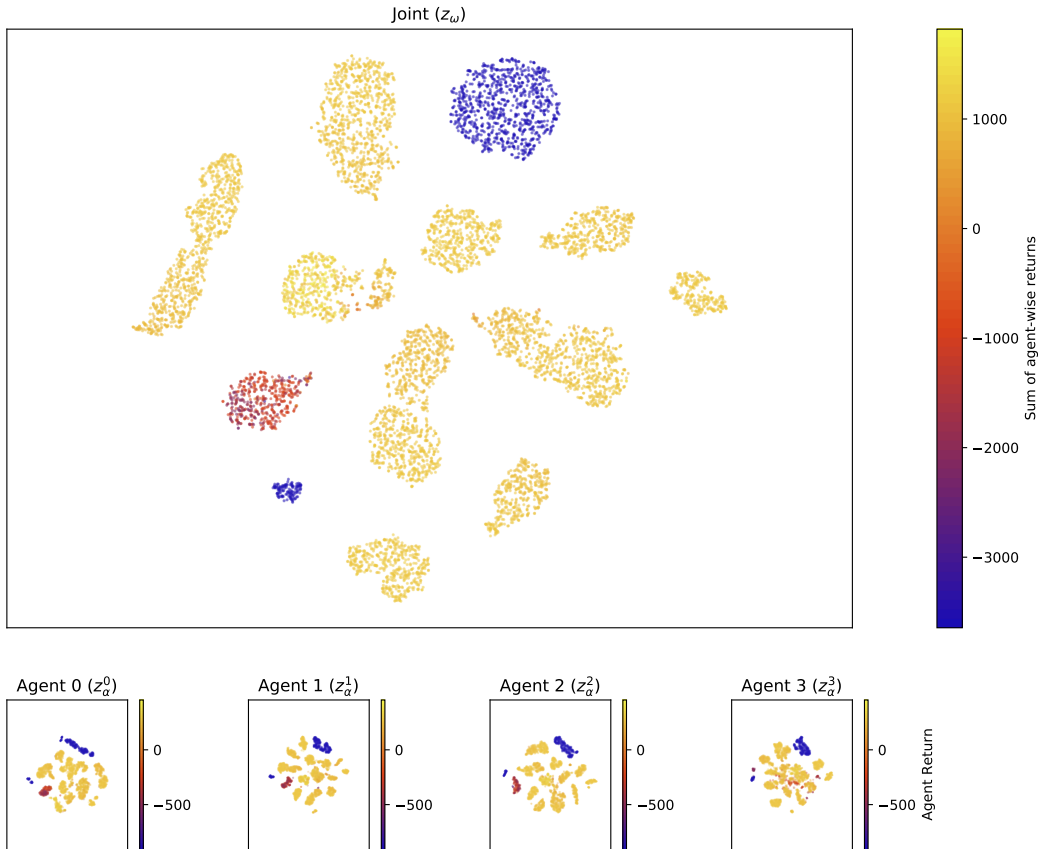 Joint (z_ω)
1000
0
−1000
−2000
−3000
Sum of agent-wise returns
Agent 0 (z_α^0)
Agent 1 (z_α^1)
Agent 2 (z_α^2)
Agent 3 (z_α^3)
0
−500
0
−500
0
−500
0
−500
Agent Return